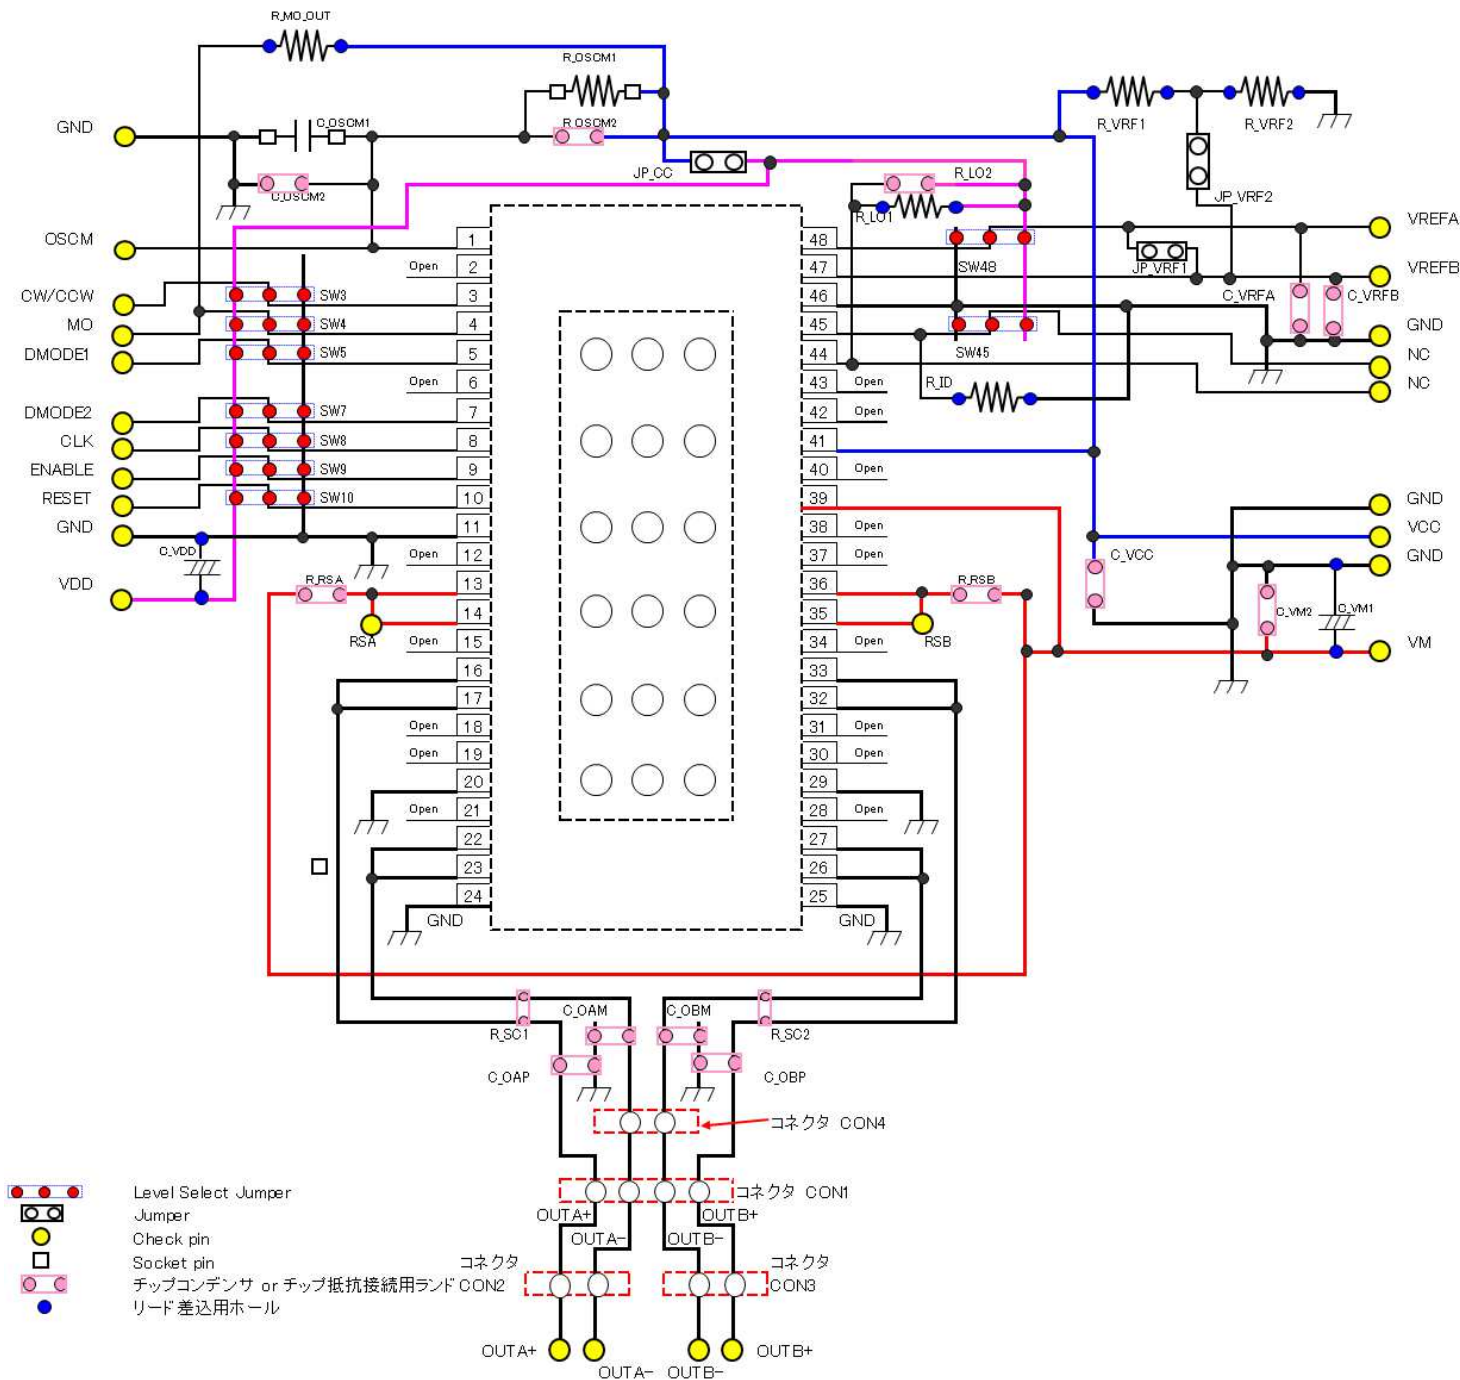 R_MO_OUT
R_OSCM1
GND
C_OSCM1
R_OSCM2
R_VRF1
R_VRF2
JP_CC
R_LO2
C_OSCM2
JP_VRF2
R_LO1
VREFA
OSCM
1
48
SW48
JP_VRF1
Open
2
47
VREFB
CW/CCW
SW3
3
46
C_VRFA
C_VRFB
MO
SW4
4
45
GND
DMODE1
SW5
5
44
SW45
NC
Open
6
43
Open
R_ID
NC
DMODE2
SW7
7
42
Open
CLK
SW8
8
41
ENABLE
SW9
9
40
Open
RESET
SW10
10
39
GND
GND
11
38
Open
VCC
C_VDD
Open
12
37
Open
C_VCC
GND
VDD
R_RSA
13
36
R_RSB
RSA
14
35
RSB
C_VM2
C_VM1
Open
15
34
Open
VM
16
33
17
32
Open
18
31
Open
Open
19
30
Open
20
29
Open
21
28
Open
22
27
23
26
24
25
GND
GND
C_OAM
C_OBM
R_SC1
R_SC2
C_OAP
C_OBP
コネクタ CON4
コネクタ CON1
OUTA+
OUTB+
OUTA-
OUTB-
コネクタ
CON2
コネクタ
CON3
OUTA+
OUTB+
OUTA-
OUTB-
Level Select Jumper
Jumper
Check pin
Socket pin
チップコンデンサ or チップ抵抗接続用ランド
リード差込用ホール